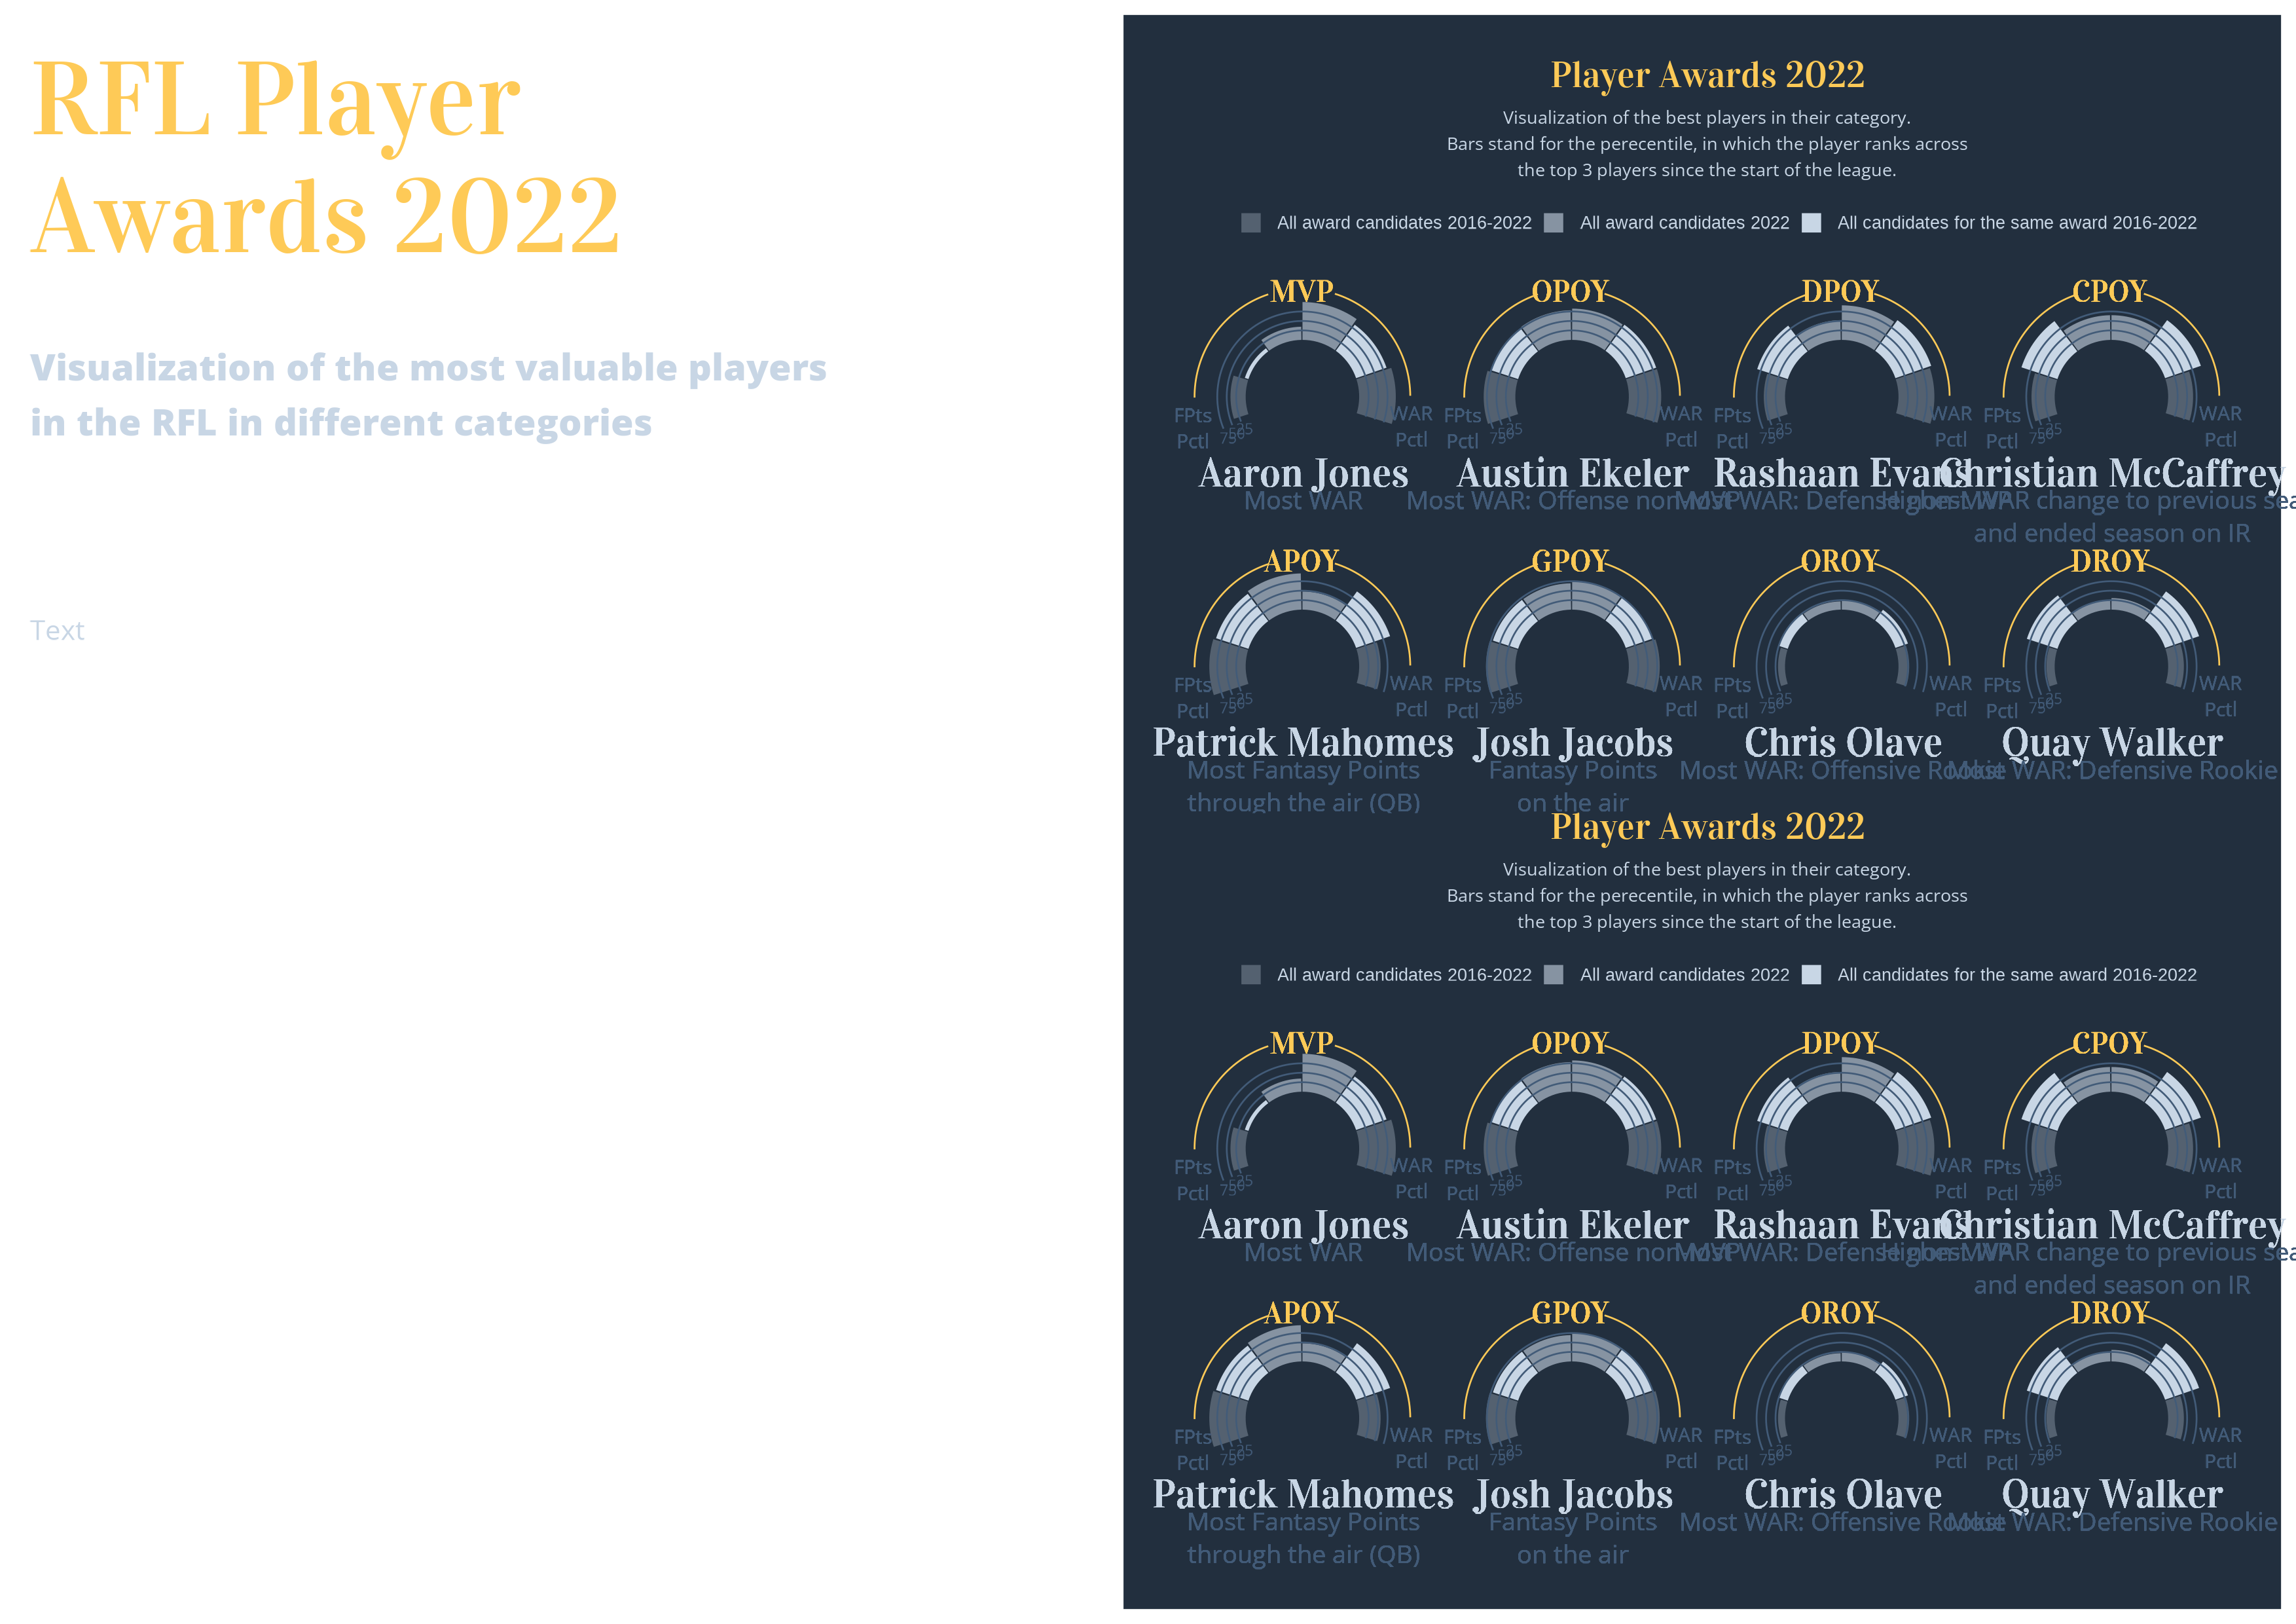 RFL Player
Awards 2022
Visualization of the most valuable players
in the RFL in different categories
Text
Player Awards 2022
Visualization of the best players in their category.
Bars stand for the perecentile, in which the player ranks across
the top 3 players since the start of the league.
All award candidates 2016-2022 All award candidates 2022 All candidates for the same award 2016-2022
MVP OPOY DPOY CPOY
FPts WAR FPts WAR FPts WAR FPts WAR
Pctl 75 50 25 Pctl Pctl 75 50 25 Pctl Pctl 75 50 25 Pctl Pctl 75 50 25 Pctl
Aaron Jones Austin Ekeler Rashaan Evans Christian McCaffrey
Most WAR Most WAR: Offense non-MVP Most WAR: Defense non-MVP Highest WAR change to previous sea
and ended season on IR
APOY GPOY OROY DROY
FPts WAR FPts WAR FPts WAR FPts WAR
Pctl 75 50 25 Pctl Pctl 75 50 25 Pctl Pctl 75 50 25 Pctl Pctl 75 50 25 Pctl
Patrick Mahomes Josh Jacobs Chris Olave Quay Walker
Most Fantasy Points Fantasy Points Most WAR: Offensive Rookie Most WAR: Defensive Rookie
through the air (QB) on the air
Player Awards 2022
Visualization of the best players in their category.
Bars stand for the perecentile, in which the player ranks across
the top 3 players since the start of the league.
All award candidates 2016-2022 All award candidates 2022 All candidates for the same award 2016-2022
MVP OPOY DPOY CPOY
FPts WAR FPts WAR FPts WAR FPts WAR
Pctl 75 50 25 Pctl Pctl 75 50 25 Pctl Pctl 75 50 25 Pctl Pctl 75 50 25 Pctl
Aaron Jones Austin Ekeler Rashaan Evans Christian McCaffrey
Most WAR Most WAR: Offense non-MVP Most WAR: Defense non-MVP Highest WAR change to previous sea
and ended season on IR
APOY GPOY OROY DROY
FPts WAR FPts WAR FPts WAR FPts WAR
Pctl 75 50 25 Pctl Pctl 75 50 25 Pctl Pctl 75 50 25 Pctl Pctl 75 50 25 Pctl
Patrick Mahomes Josh Jacobs Chris Olave Quay Walker
Most Fantasy Points Fantasy Points Most WAR: Offensive Rookie Most WAR: Defensive Rookie
through the air (QB) on the air